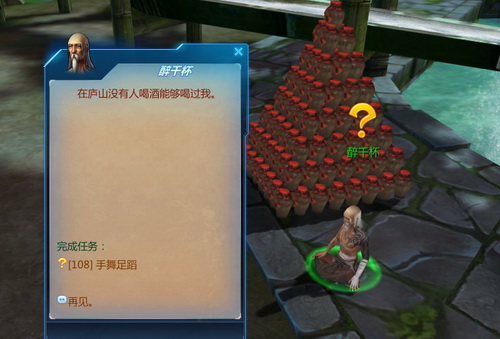 醉千杯
在庐山没有人喝酒能够喝过我。
完成任务：
[108] 手舞足蹈
再见。
醉千杯